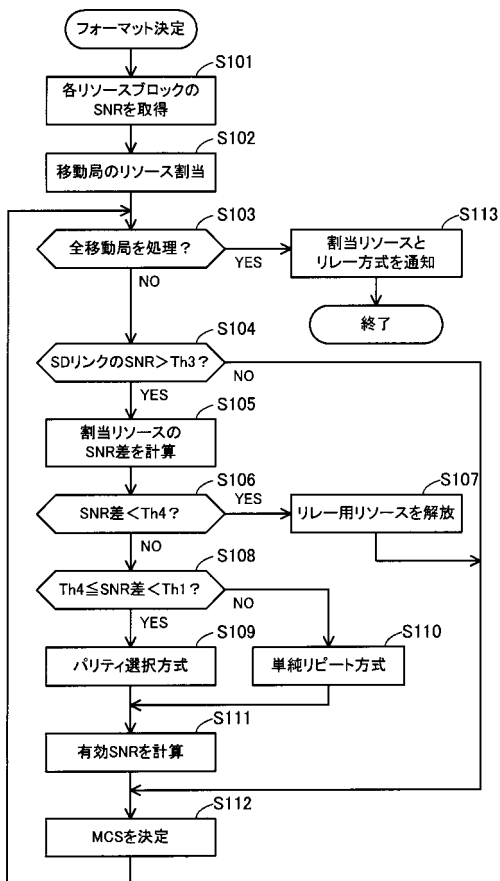 フォーマット決定
S101
各リソースブロックの
SNRを取得
S102
移動局のリソース割当
S103
全移動局を処理？
YES
NO
S113
割当リソースと
リレー方式を通知
終了
S104
SDリンクのSNR＞Th3？
NO
YES
S105
割当リソースの
SNR差を計算
S106
SNR差＜Th4？
YES
NO
S107
リレー用リソースを解放
S108
Th4≦SNR差＜Th1？
NO
YES
S109
パリティ選択方式
S110
単純リピート方式
S111
有効SNRを計算
S112
MCSを決定